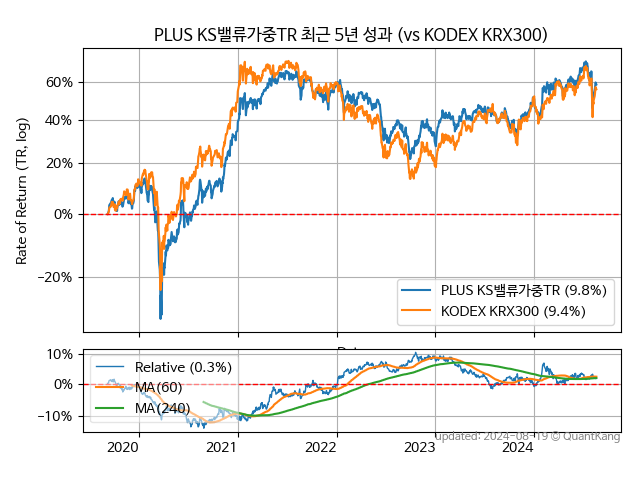 PLUS KS밸류가중TR 최근 5년 성과 (vs KODEX KRX300)
Rate of Return (TR, log)
60%
40%
20%
0%
−20%
PLUS KS밸류가중TR (9.8%)
KODEX KRX300 (9.4%)
10%
0%
−10%
Relative (0.3%)
MA(60)
MA(240)
2020 2021 2022 2023 2024
updated: 2024-08-19 © QuantKang